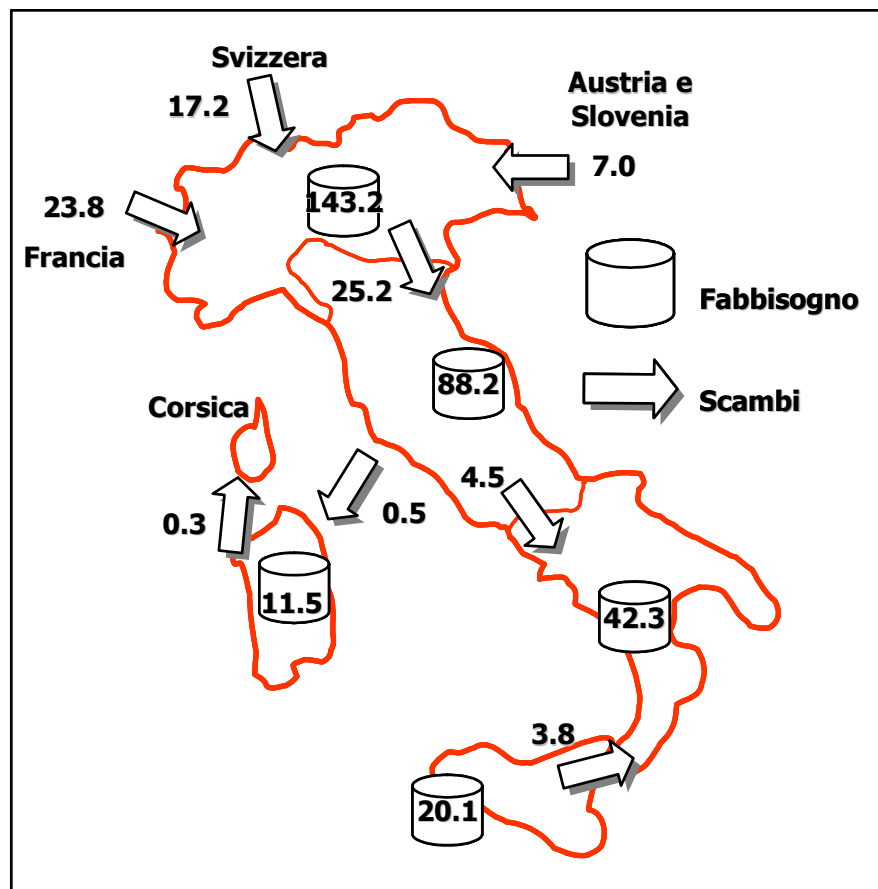 Svizzera
17.2
Austria e
Slovenia
7.0
143.2
23.8
Francia
25.2
Fabbisogno
88.2
Scambi
Corsica
4.5
0.5
0.3
11.5
42.3
3.8
20.1